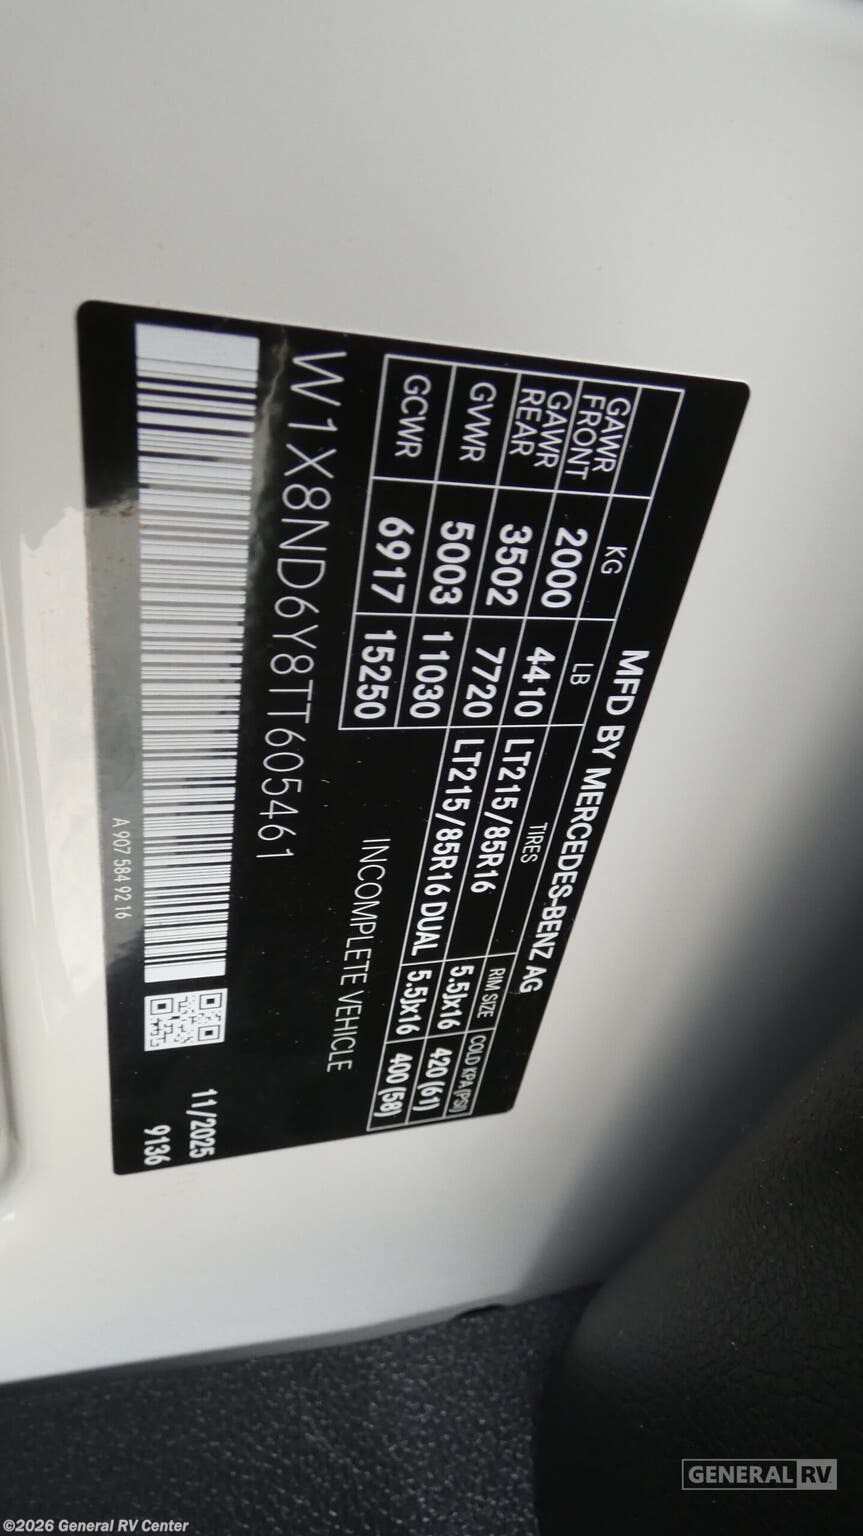 MFD BY MERCEDES-BENZ AG
KG LB TIRES RIM SIZE COLD KPA (PSI)
GAWR FRONT 2000 4410 LT215/85R16 5.5Jx16 420 (61)
GAWR REAR 3502 7720 LT215/85R16 DUAL 5.5Jx16 400 (58)
GVWR 5003 11030
GCWR 6917 15250
INCOMPLETE VEHICLE
W1X8ND6Y8TT605461
11/2025
9136
A 907 584 92 16
GENERAL RV
©2026 General RV Center